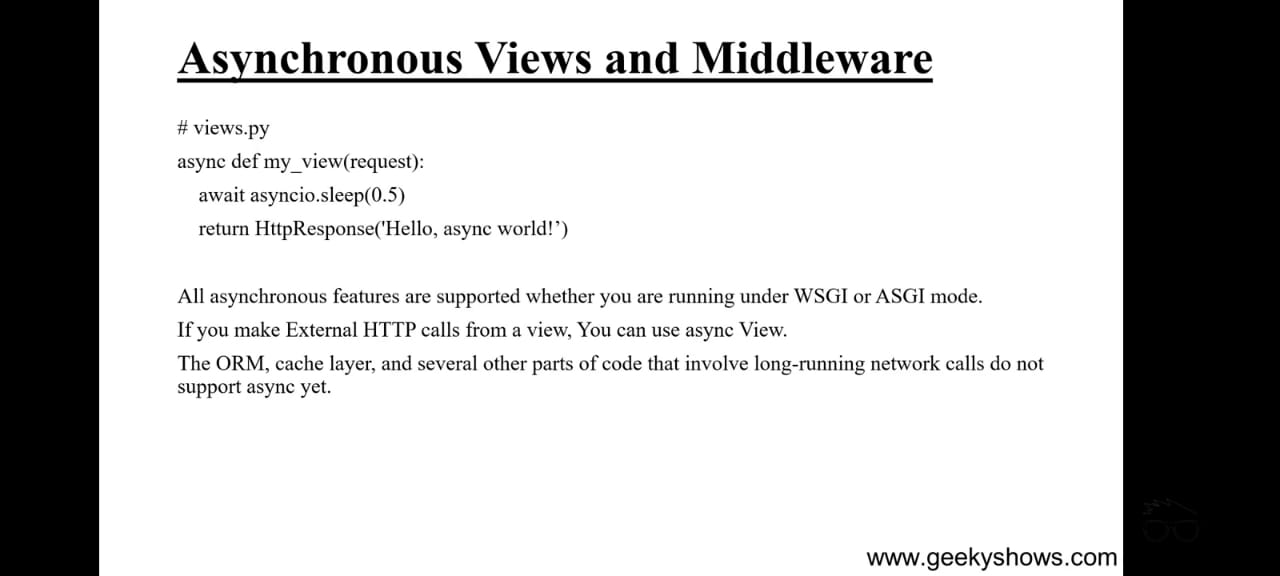 Asynchronous Views and Middleware
# views.py
async def my_view(request):
    await asyncio.sleep(0.5)
    return HttpResponse('Hello, async world!’)
All asynchronous features are supported whether you are running under WSGI or ASGI mode.
If you make External HTTP calls from a view, You can use async View.
The ORM, cache layer, and several other parts of code that involve long-running network calls do not
support async yet.
www.geekyshows.com